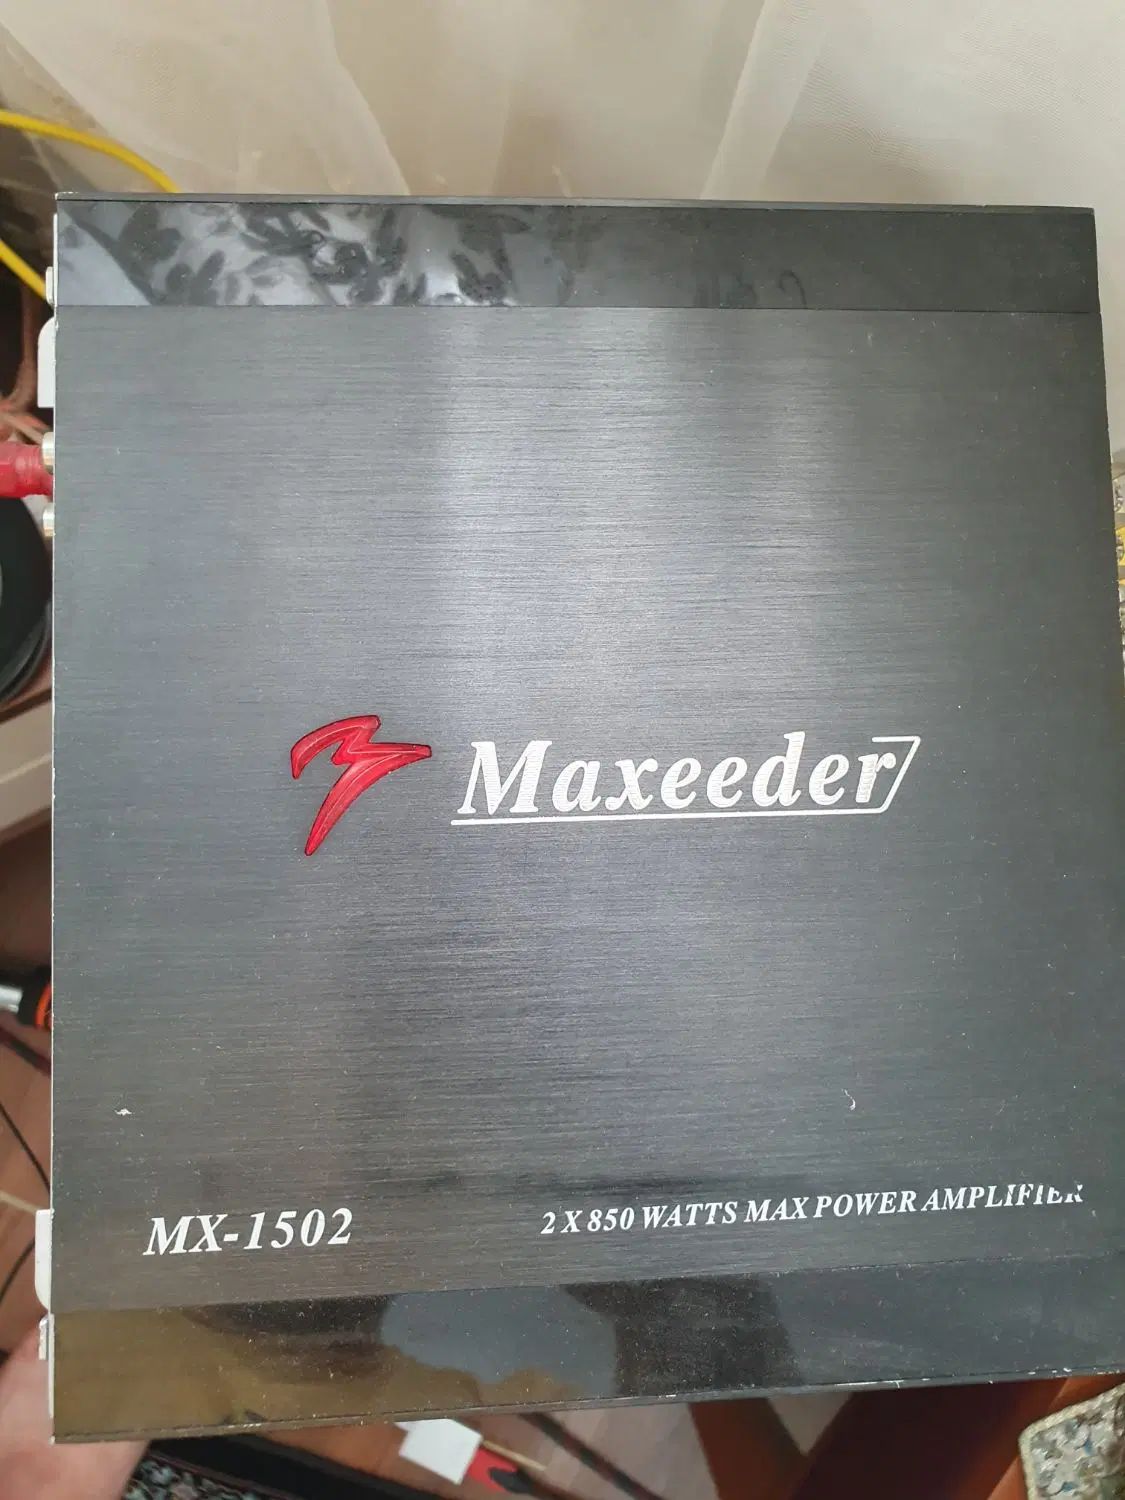 Maxeeder
MX-1502
2 X 850 WATTS MAX POWER AMPLIFIER